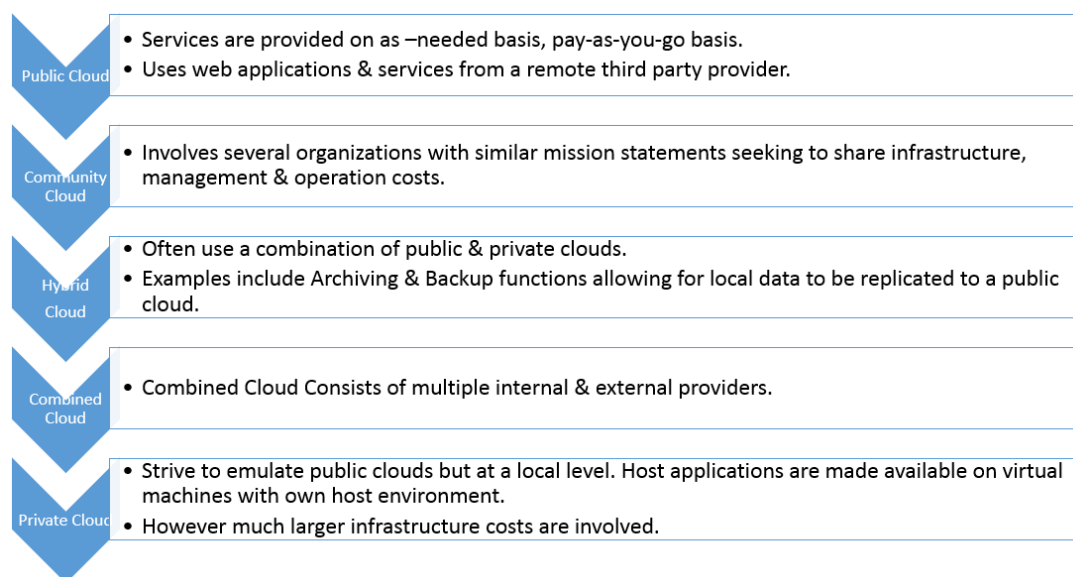 Public Cloud
• Services are provided on as –needed basis, pay-as-you-go basis.
• Uses web applications & services from a remote third party provider.
Community
Cloud
• Involves several organizations with similar mission statements seeking to share infrastructure,
management & operation costs.
Hybrid
Cloud
• Often use a combination of public & private clouds.
• Examples include Archiving & Backup functions allowing for local data to be replicated to a public
cloud.
Combined
Cloud
• Combined Cloud Consists of multiple internal & external providers.
Private Cloud
• Strive to emulate public clouds but at a local level. Host applications are made available on virtual
machines with own host environment.
• However much larger infrastructure costs are involved.